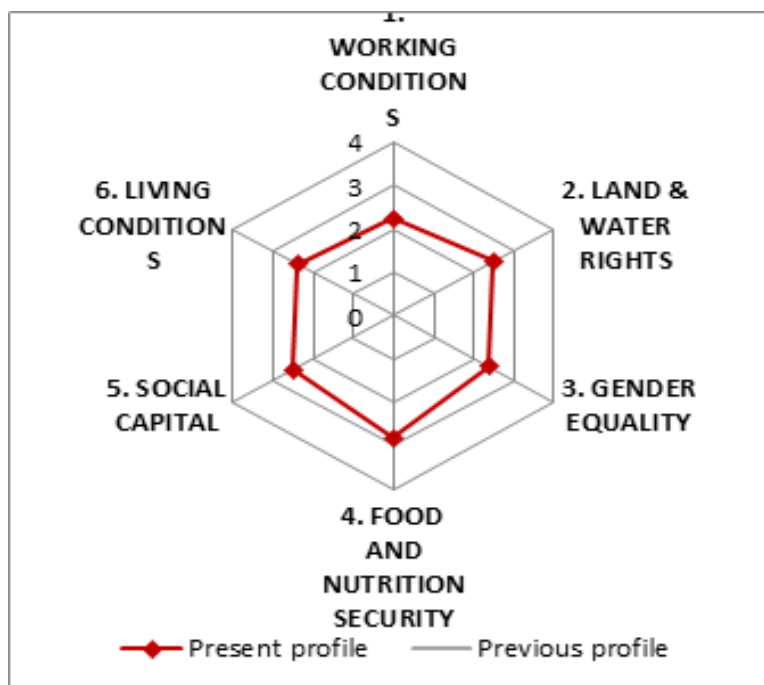 1.
WORKING
CONDITION
S
4
3
2
1
0
2. LAND &
WATER
RIGHTS
3. GENDER
EQUALITY
4. FOOD
AND
NUTRITION
SECURITY
5. SOCIAL
CAPITAL
6. LIVING
CONDITION
S
Present profile
Previous profile